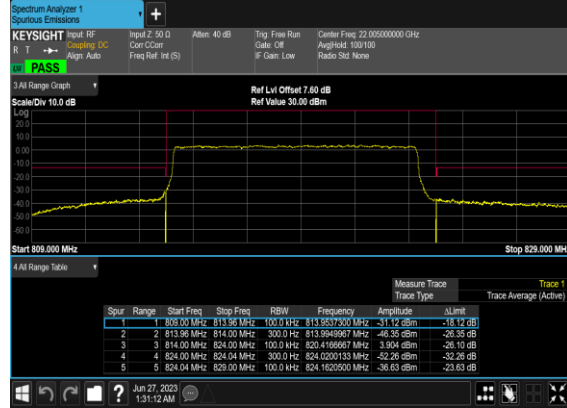 Spectrum Analyzer 1
Spurious Emissions
+
KEYSIGHT Input: RF Input Z: 50 Ω Atten: 40 dB Trig: Free Run Center Freq: 22.005000000 GHz
R T Coupling: DC Corr CCorr Gate: Off Avg|Hold: 100/100
Align: Auto Freq Ref: Int (S) IF Gain: Low Radio Std: None
PASS
3 All Range Graph
Ref Lvl Offset 7.60 dB
Scale/Div 10.0 dB Ref Value 30.00 dBm
Log
20.0
10.0
0.00
-10.0
-20.0
-30.0
-40.0
-50.0
-60.0
Start 809.000 MHz Stop 829.000 MH
4 All Range Table
Measure Trace Trace 1
Trace Type Trace Average (Active)
Spur Range Start Freq Stop Freq RBW Frequency Amplitude ΔLimit
1 1 809.00 MHz 813.96 MHz 100.0 kHz 813.9537300 MHz -31.12 dBm -18.12 dB
2 2 813.96 MHz 814.00 MHz 300.0 Hz 813.9949967 MHz -46.35 dBm -26.35 dB
3 3 814.00 MHz 824.00 MHz 100.0 kHz 820.4166667 MHz 3.904 dBm -26.10 dB
4 4 824.00 MHz 824.04 MHz 300.0 Hz 824.0200133 MHz -52.26 dBm -32.26 dB
5 5 824.04 MHz 829.00 MHz 100.0 kHz 824.1620500 MHz -36.63 dBm -23.63 dB
?
Jun 27, 2023
1:31:12 AM